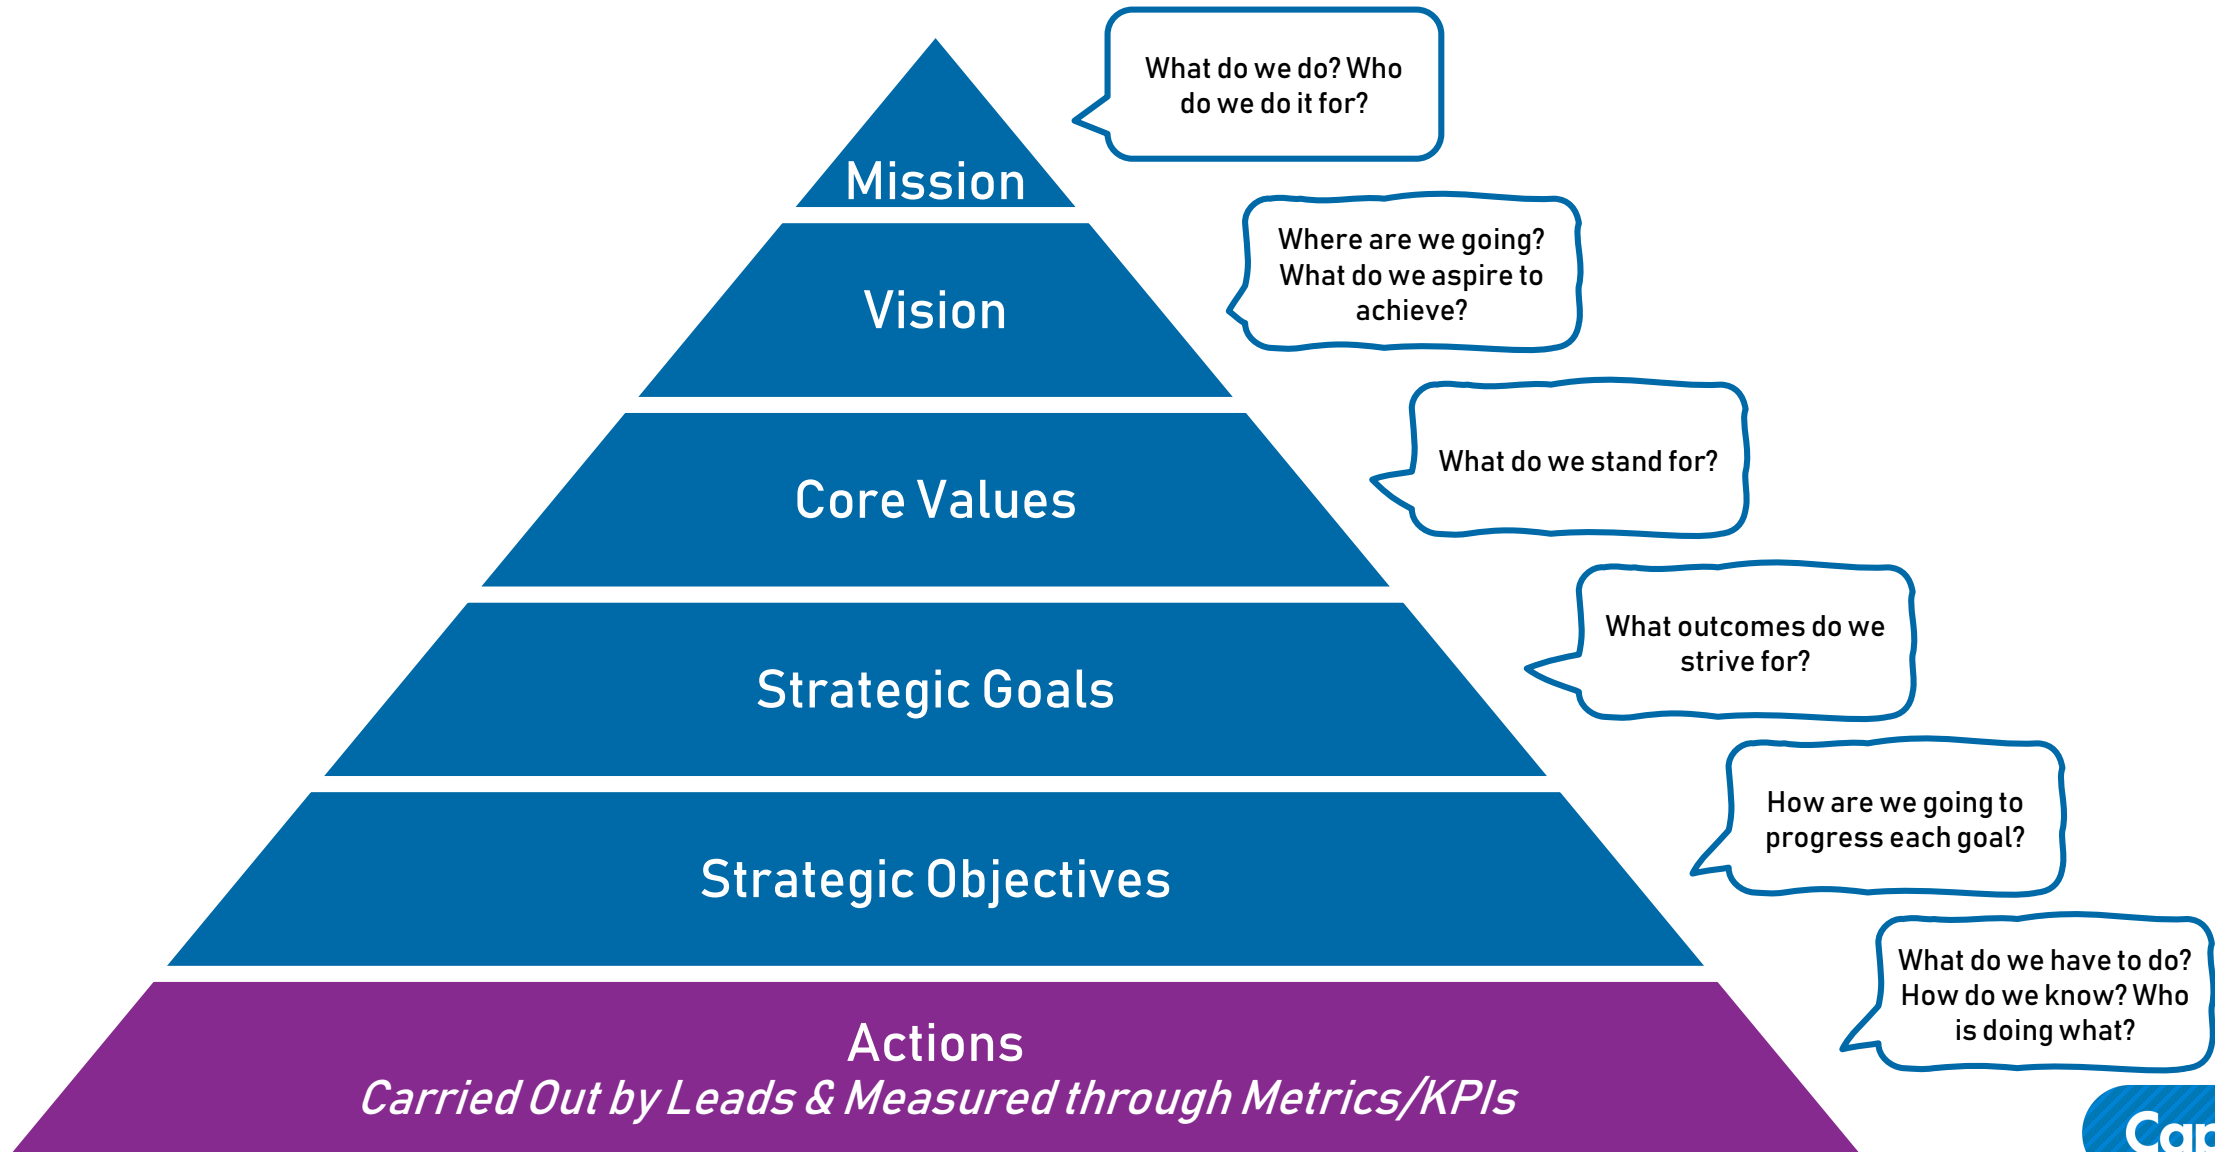 What do we do? Who
do we do it for?
Mission
Where are we going?
What do we aspire to
achieve?
Vision
What do we stand for?
Core Values
What outcomes do we
strive for?
Strategic Goals
How are we going to
progress each goal?
Strategic Objectives
What do we have to do?
How do we know? Who
is doing what?
Actions
Carried Out by Leads & Measured through Metrics/KPIs